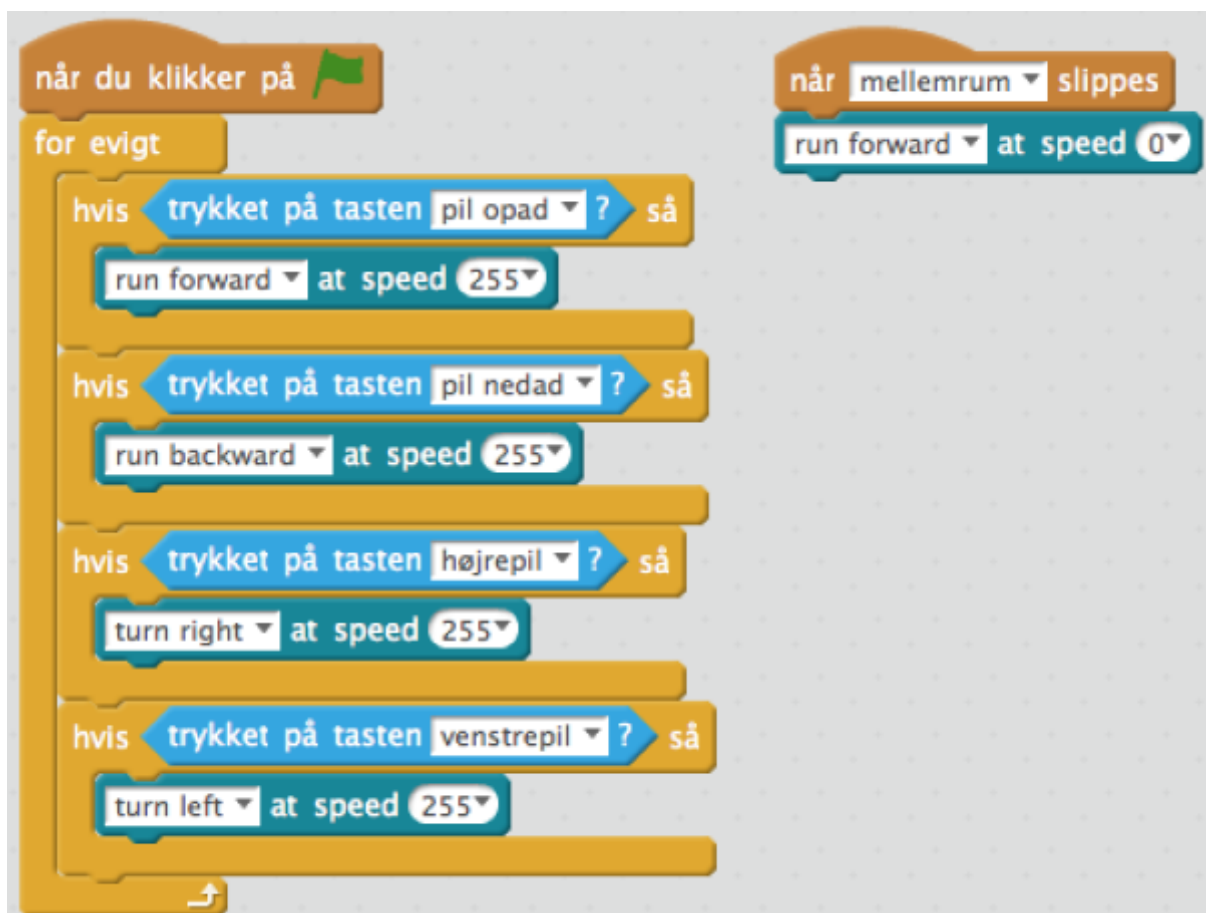 når du klikker på
for evigt
hvis trykket på tasten pil opad ? så
run forward at speed 255
hvis trykket på tasten pil nedad ? så
run backward at speed 255
hvis trykket på tasten højrepil ? så
turn right at speed 255
hvis trykket på tasten venstrepil ? så
turn left at speed 255
når mellemrum slippes
run forward at speed 0